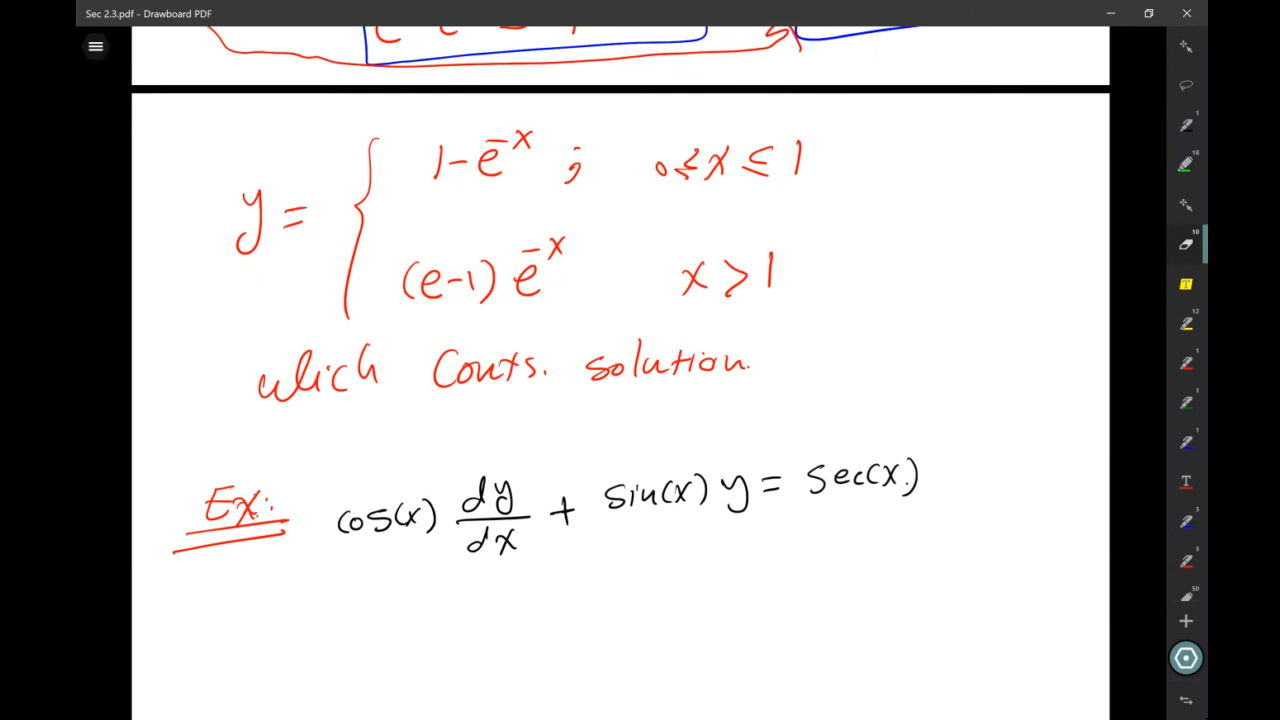 Sec 2.3.pdf - Drawboard PDF
y = { 1 - e^{-x} ; 0 ≤ x ≤ 1
(e-1) e^{-x} x > 1
which Conts. solution.
Ex: cos(x) dy/dx + sin(x) y = sec(x)